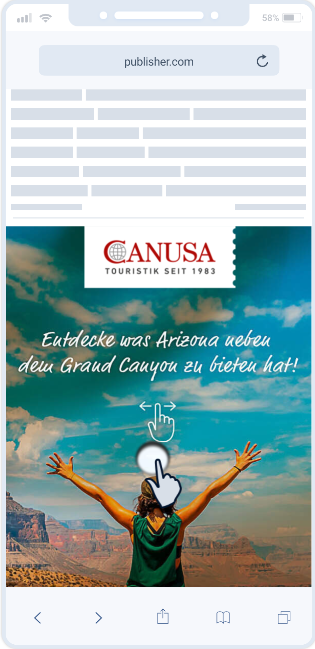 58%
publisher.com
CANUSA
TOURISTIK SEIT 1983
Entdecke was Arizona neben
dem Grand Canyon zu bieten hat!